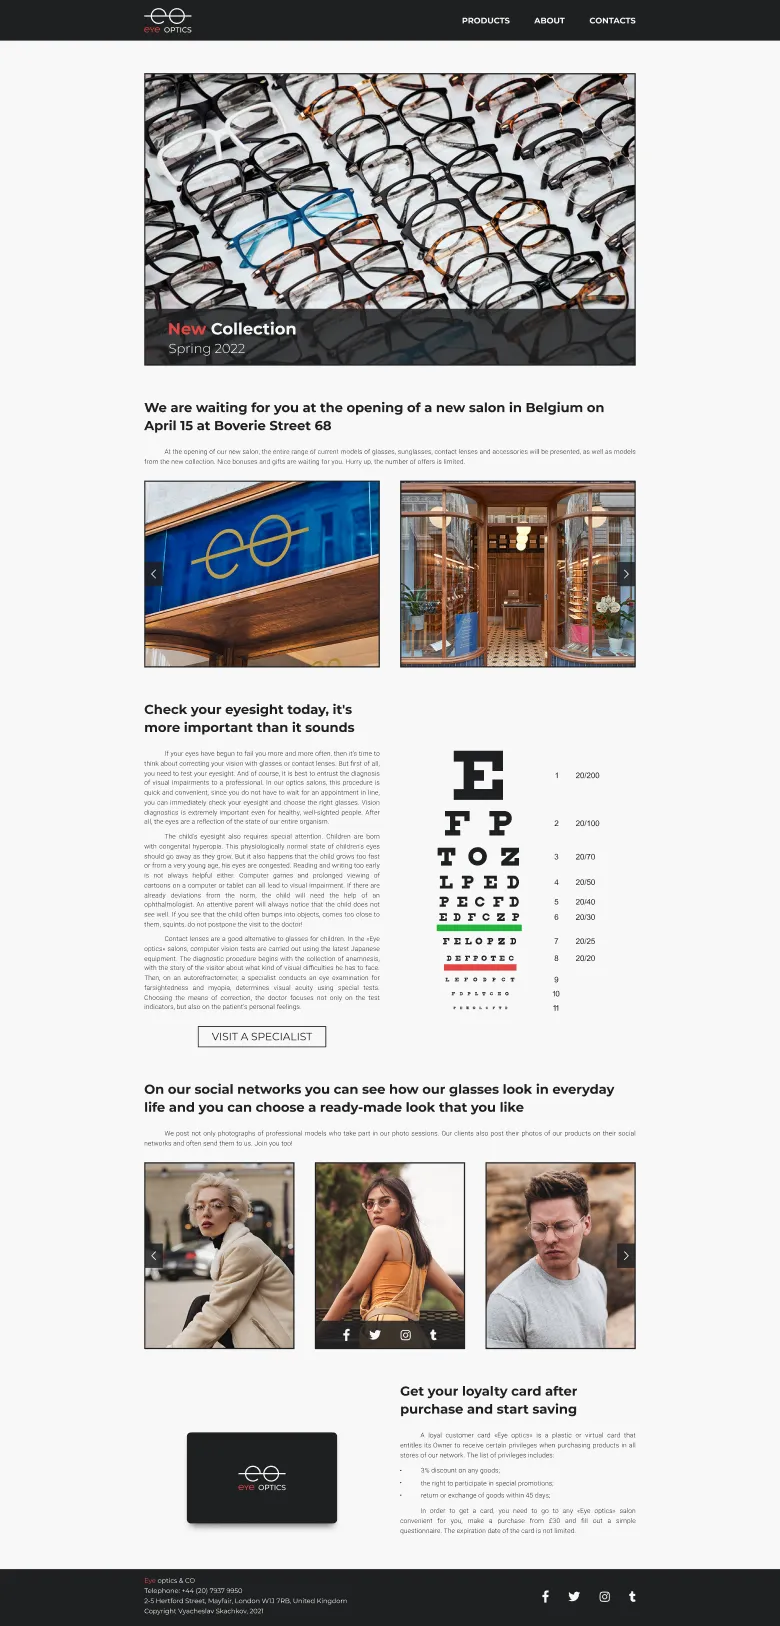 eye OPTICS
PRODUCTS ABOUT CONTACTS
New Collection
Spring 2022
We are waiting for you at the opening of a new salon in Belgium on
April 15 at Boverie Street 68
At the opening of our new salon, the entire range of current models of glasses, sunglasses, contact lenses and accessories will be presented, as well as models
from the new collection. Nice bonuses and gifts are waiting for you. Hurry up, the number of offers is limited.
eo
Check your eyesight today, it's
more important than it sounds
If your eyes have begun to fail you more and more often, then it's time to
think about correcting your vision with glasses or contact lenses. But first of all,
you need to test your eyesight. And of course, it is best to entrust the diagnosis
of visual impairments to a professional. In our optics salons, this procedure is
quick and convenient, since you do not have to wait for an appointment in line,
you can immediately check your eyesight and choose the right glasses. Vision
diagnostics is extremely important even for healthy, well-sighted people. After
all, the eyes are a reflection of the state of our entire organism.
The child's eyesight also requires special attention. Children are born
with congenital hyperopia. This physiologically normal state of children's eyes
should go away as they grow. But it also happens that the child grows too fast
or from a very young age, his eyes are congested. Reading and writing too early
is not always helpful either. Computer games and prolonged viewing of
cartoons on a computer or tablet can all lead to visual impairment. If there are
already deviations from the norm, the child will need the help of an
ophthalmologist. An attentive parent will always notice that the child does not
see well. If you see that the child often bumps into objects, comes too close to
them, squints, do not postpone the visit to the doctor!
Contact lenses are a good alternative to glasses for children. In the «Eye
optics» salons, computer vision tests are carried out using the latest Japanese
equipment. The diagnostic procedure begins with the collection of anamnesis,
with the story of the visitor about what kind of visual difficulties he has to face.
Then, on an autorefractometer, a specialist conducts an eye examination for
farsightedness and myopia, determines visual acuity using special tests.
Choosing the means of correction, the doctor focuses not only on the test
indicators, but also on the patient's personal feelings.
VISIT A SPECIALIST
E 1 20/200
F P 2 20/100
T O Z 3 20/70
L P E D 4 20/50
P E C F D 5 20/40
E D F C Z P 6 20/30
F E L O P Z D 7 20/25
D E F P O T E C 8 20/20
L E F O D P C T 9
F D P L T C E O 10
P E Z O L C F T D 11
On our social networks you can see how our glasses look in everyday
life and you can choose a ready-made look that you like
We post not only photographs of professional models who take part in our photo sessions. Our clients also post their photos of our products on their social
networks and often send them to us. Join you too!
Get your loyalty card after
purchase and start saving
A loyal customer card «Eye optics» is a plastic or virtual card that
entitles its Owner to receive certain privileges when purchasing products in all
stores of our network. The list of privileges includes:
• 3% discount on any goods;
• the right to participate in special promotions;
• return or exchange of goods within 45 days;
In order to get a card, you need to go to any «Eye optics» salon
convenient for you, make a purchase from £30 and fill out a simple
questionnaire. The expiration date of the card is not limited.
eye OPTICS
Eye optics & CO
Telephone: +44 (20) 7937 9950
2-5 Hertford Street, Mayfair, London W1J 7RB, United Kingdom
Copyright Vyacheslav Skachkov, 2021